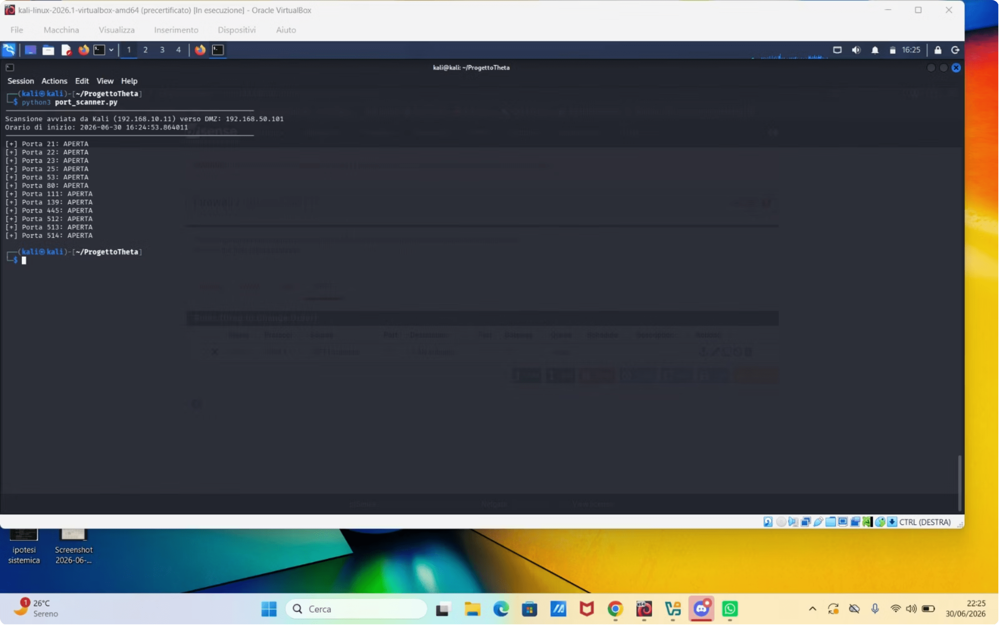 kali-linux-2026.1-virtualbox-amd64 (precertificato) [In esecuzione] - Oracle VirtualBox
File Macchina Visualizza Inserimento Dispositivi Aiuto
1 2 3 4 16:25
kali@kali: ~/ProgettoTheta
Session Actions Edit View Help
(kali㉿kali)-[~/ProgettoTheta]
$ python3 port_scanner.py
Scansione avviata da Kali (192.168.10.11) verso DMZ: 192.168.50.101
Orario di inizio: 2026-06-30 16:24:53.864011
[+] Porta 21: APERTA
[+] Porta 22: APERTA
[+] Porta 23: APERTA
[+] Porta 25: APERTA
[+] Porta 53: APERTA
[+] Porta 80: APERTA
[+] Porta 111: APERTA
[+] Porta 139: APERTA
[+] Porta 445: APERTA
[+] Porta 512: APERTA
[+] Porta 513: APERTA
[+] Porta 514: APERTA
(kali㉿kali)-[~/ProgettoTheta]
$
CTRL (DESTRA)
ipotesi
sistemica
Screenshot
2026-06-...
1 26°C
Sereno
Cerca
22:25
30/06/2026